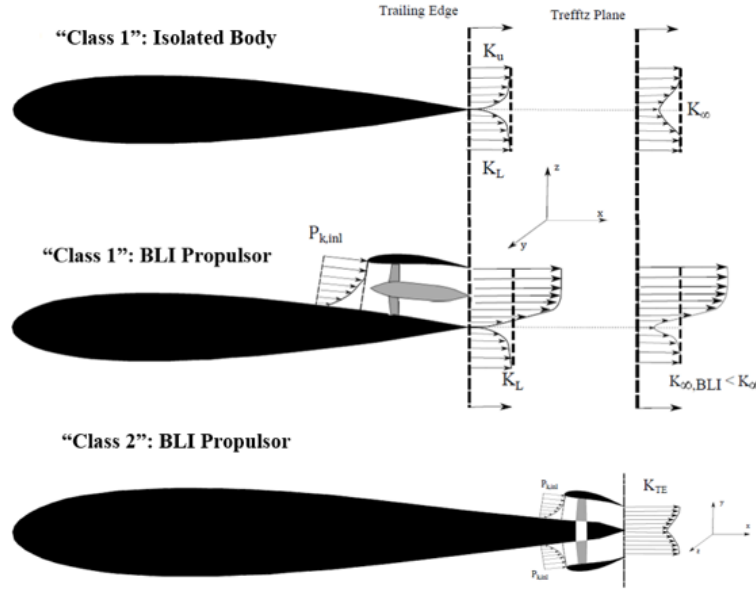 Trailing Edge
Trefftz Plane
“Class 1”: Isolated Body
K_u
K_∞
K_L
z
x
y
P_k,inl
“Class 1”: BLI Propulsor
K_L
K_∞,BLI < K_∞
“Class 2”: BLI Propulsor
P_k,inl
K_TE
y
x
z
P_k,inl